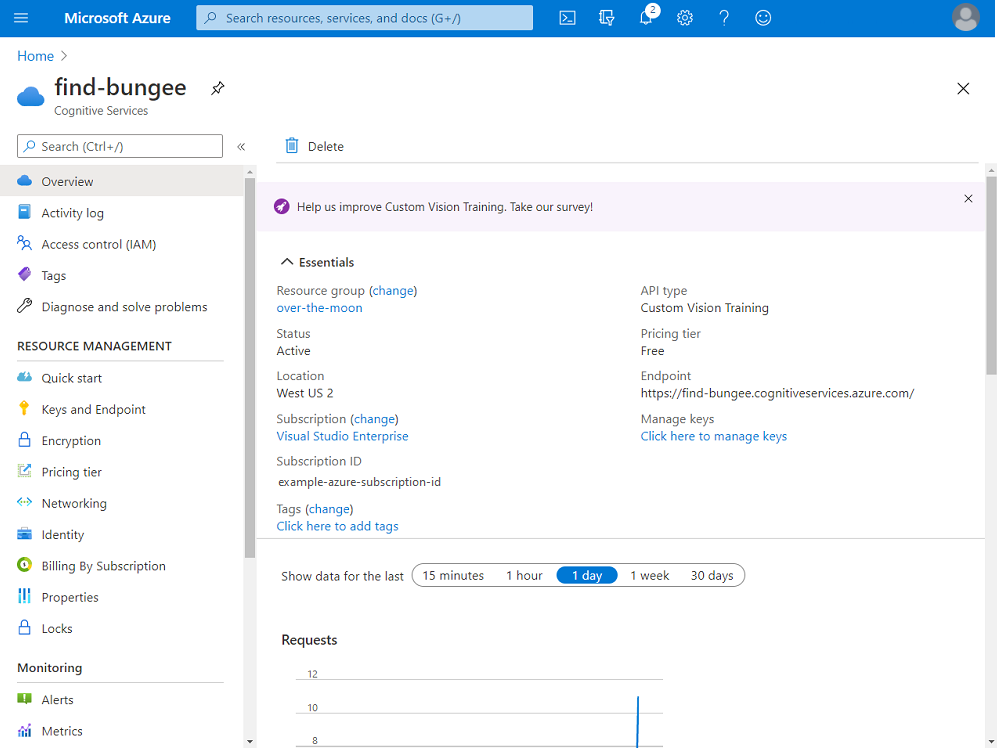 Microsoft Azure
Search resources, services, and docs (G+/)
2
Home
find-bungee
Cognitive Services
Search (Ctrl+/)
«
Delete
Overview
Activity log
Access control (IAM)
Tags
Diagnose and solve problems
RESOURCE MANAGEMENT
Quick start
Keys and Endpoint
Encryption
Pricing tier
Networking
Identity
Billing By Subscription
Properties
Locks
Monitoring
Alerts
Metrics
Help us improve Custom Vision Training. Take our survey!
Essentials
Resource group (change)
over-the-moon
Status
Active
Location
West US 2
Subscription (change)
Visual Studio Enterprise
Subscription ID
example-azure-subscription-id
Tags (change)
Click here to add tags
API type
Custom Vision Training
Pricing tier
Free
Endpoint
https://find-bungee.cognitiveservices.azure.com/
Manage keys
Click here to manage keys
Show data for the last 15 minutes 1 hour 1 day 1 week 30 days
Requests
12
10
8